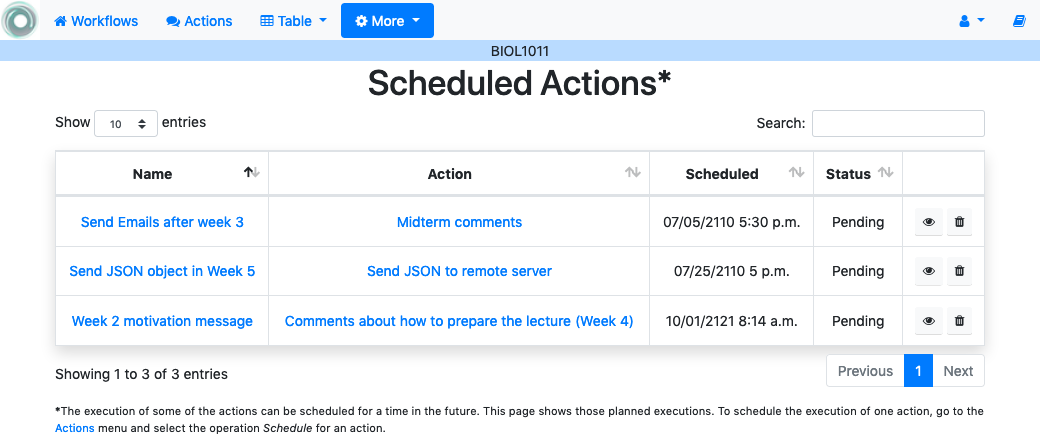 Workflows Actions Table More
BIOL1011
Scheduled Actions*
Show 10 entries Search:
Name Action Scheduled Status
Send Emails after week 3 Midterm comments 07/05/2110 5:30 p.m. Pending
Send JSON object in Week 5 Send JSON to remote server 07/25/2110 5 p.m. Pending
Week 2 motivation message Comments about how to prepare the lecture (Week 4) 10/01/2121 8:14 a.m. Pending
Showing 1 to 3 of 3 entries Previous 1 Next
*The execution of some of the actions can be scheduled for a time in the future. This page shows those planned executions. To schedule the execution of one action, go to the
Actions menu and select the operation Schedule for an action.